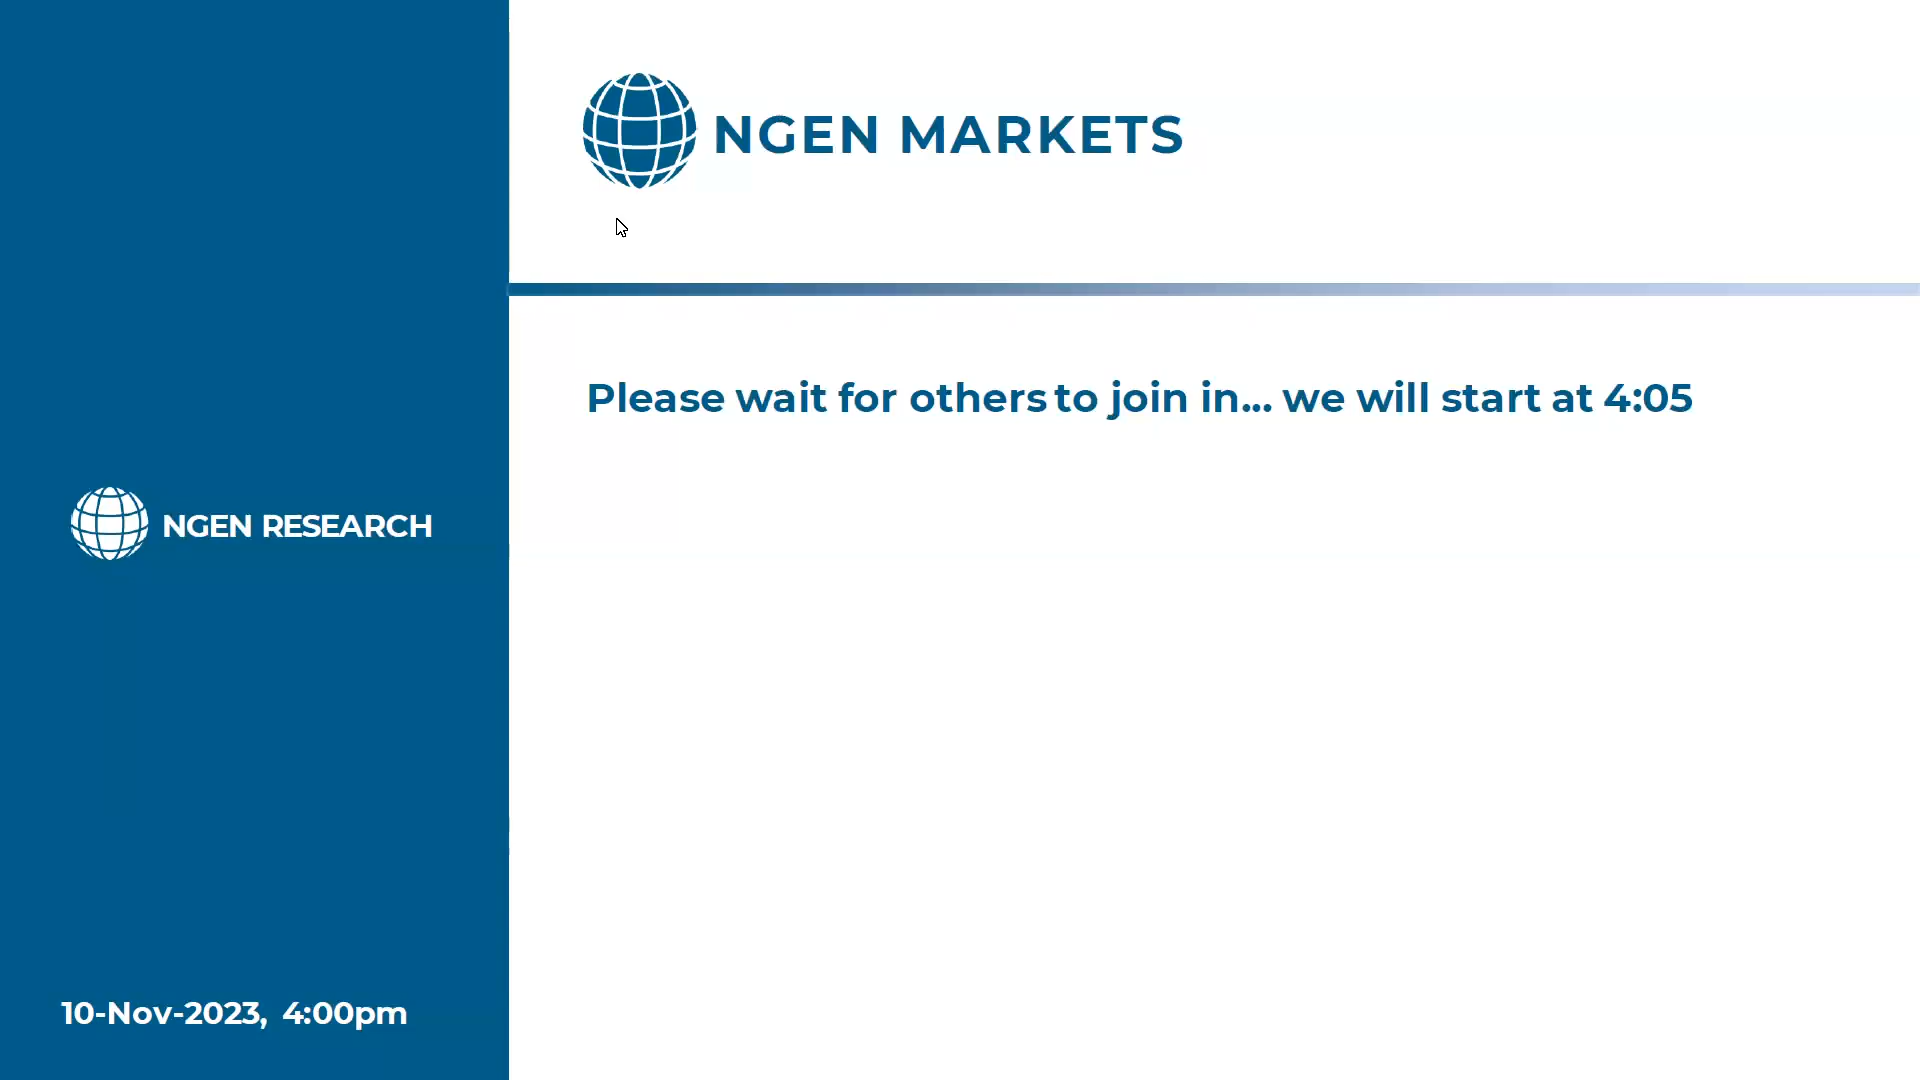 NGEN MARKETS
Please wait for others to join in... we will start at 4:05
NGEN RESEARCH
10-Nov-2023, 4:00pm